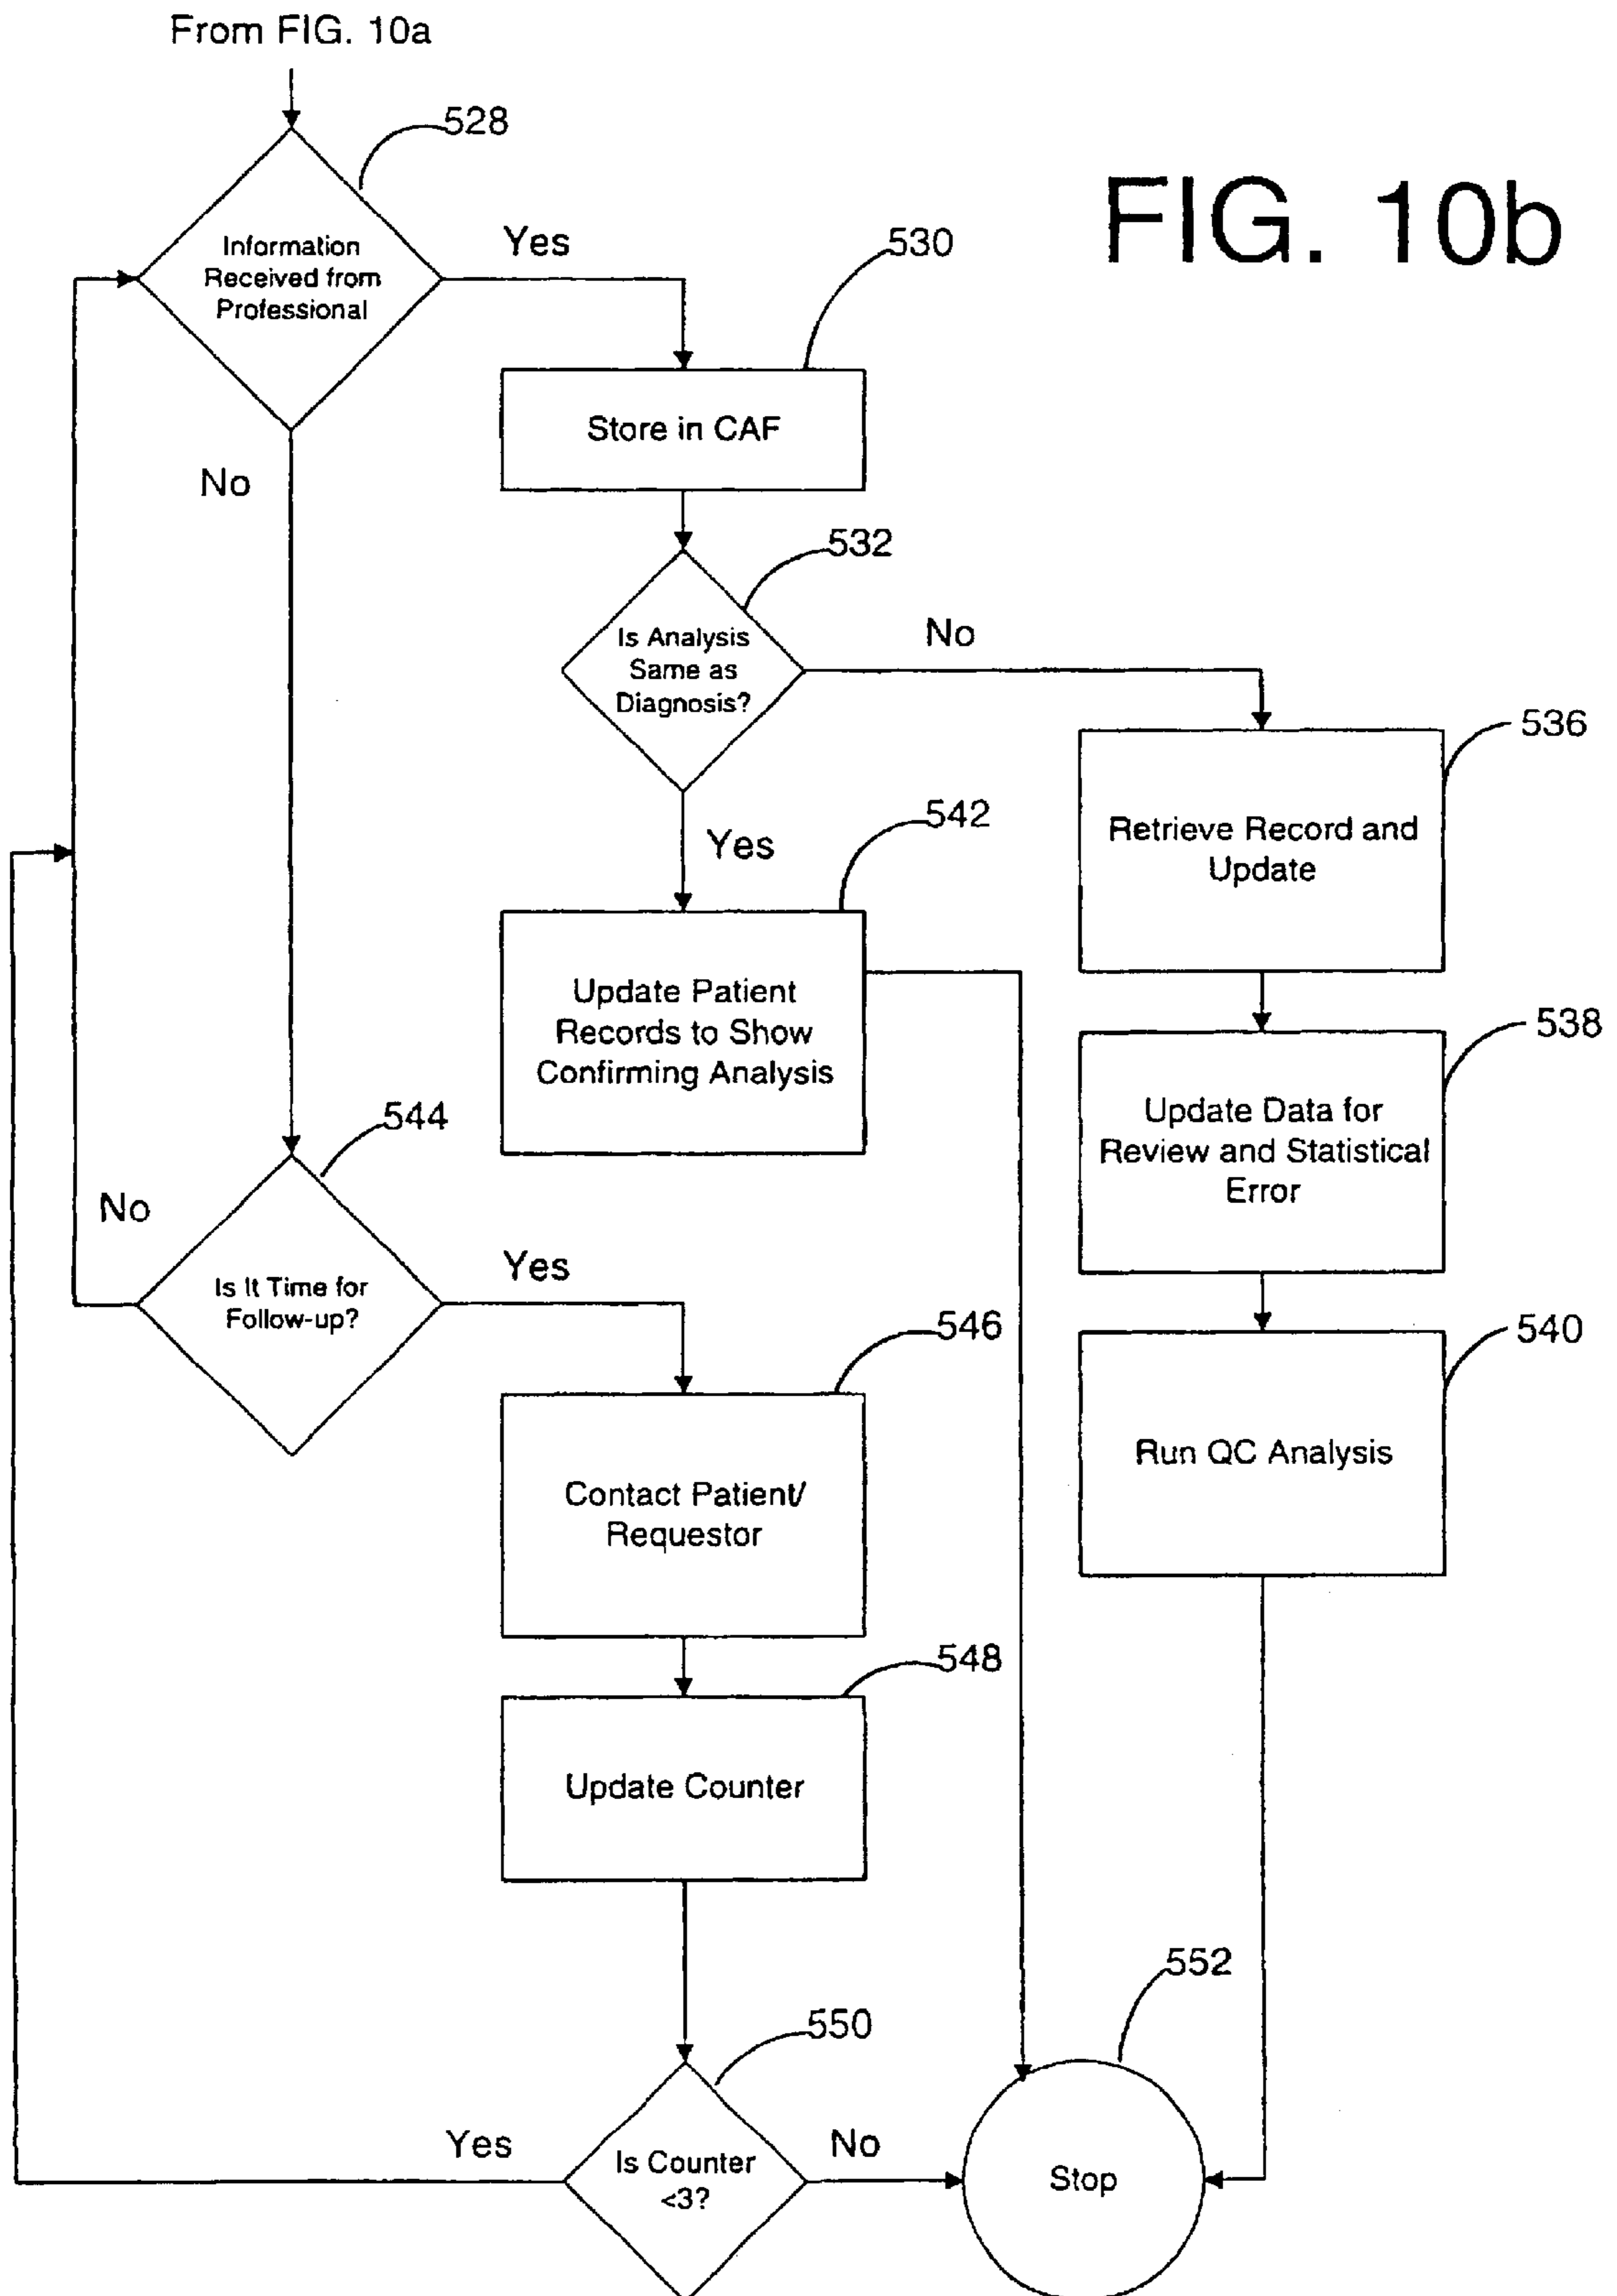 From FIG. 10a
528
FIG. 10b
Information
Received from
Professional
Yes
530
Store in CAF
No
532
Is Analysis
Same as
Diagnosis?
No
536
Retrieve Record and
Update
Yes
542
Update Patient
Records to Show
Confirming Analysis
538
Update Data for
Review and Statistical
Error
544
No
Is It Time for
Follow-up?
Yes
546
Contact Patient/
Requestor
540
Run QC Analysis
548
Update Counter
550
Is Counter
<3?
Yes
No
552
Stop